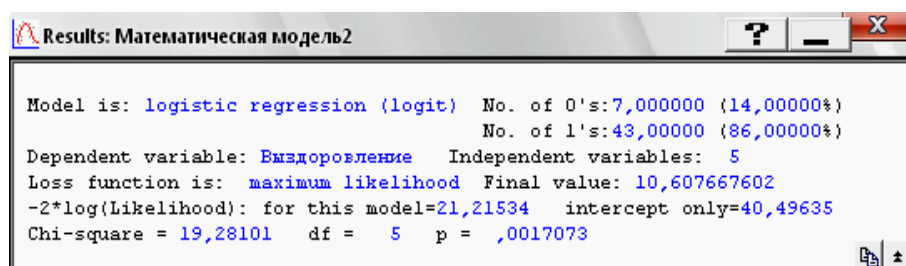 Results: Математическая модель2
Model is: logistic regression (logit) No. of 0's:7,000000 (14,00000%)
No. of 1's:43,00000 (86,00000%)
Dependent variable: Выздоровление Independent variables: 5
Loss function is: maximum likelihood Final value: 10,607667602
-2*log(Likelihood): for this model=21,21534 intercept only=40,49635
Chi-square = 19,28101 df = 5 p = ,0017073